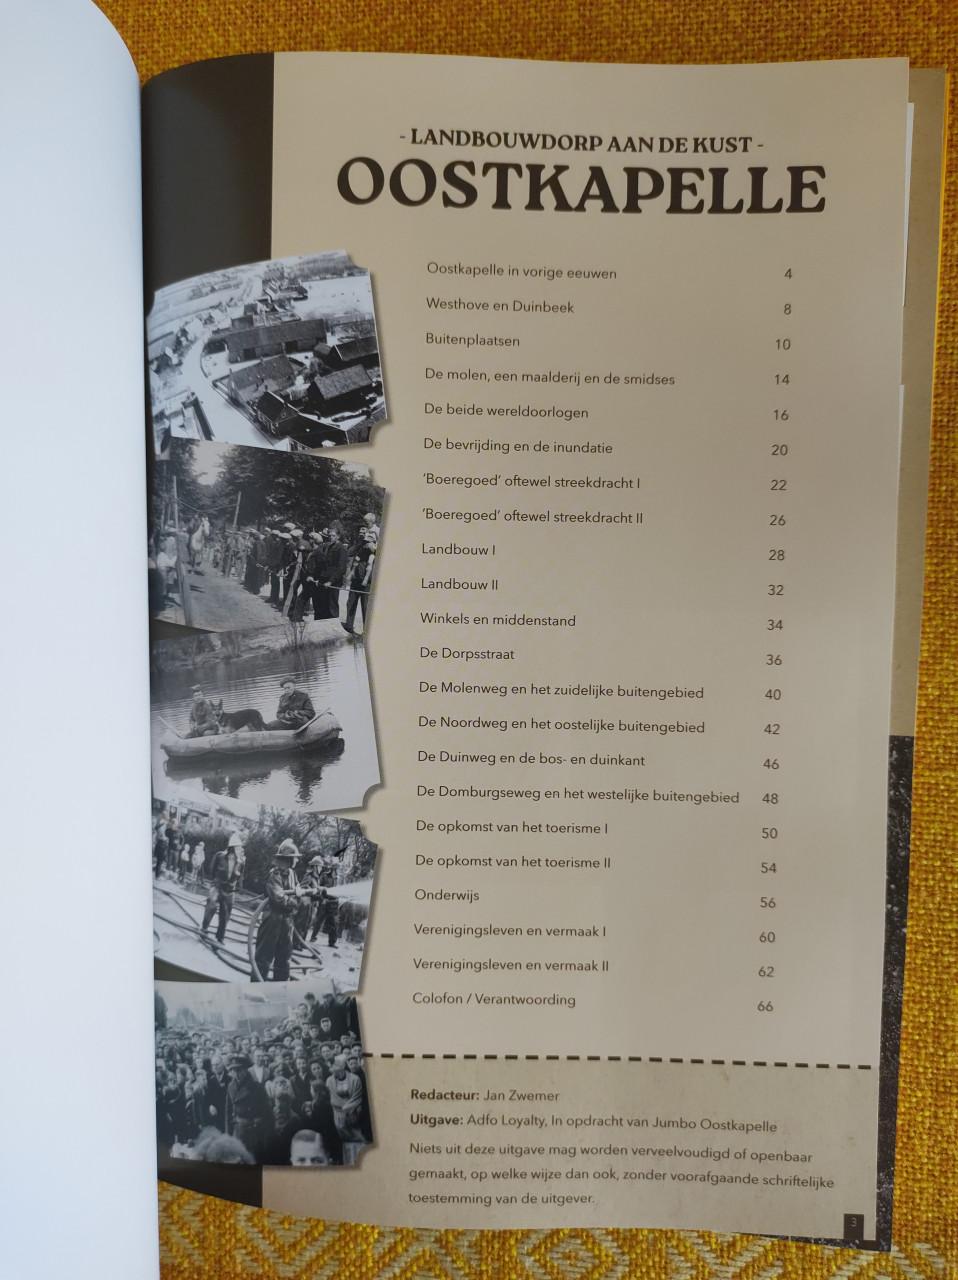 - LANDBOUWDORP AAN DE KUST -
OOSTKAPELLE
Oostkapelle in vorige eeuwen 4
Westhove en Duinbeek 8
Buitenplaatsen 10
De molen, een maalderij en de smidses 14
De beide wereldoorlogen 16
De bevrijding en de inundatie 20
'Boeregoed' oftewel streekdracht I 22
'Boeregoed' oftewel streekdracht II 26
Landbouw I 28
Landbouw II 32
Winkels en middenstand 34
De Dorpsstraat 36
De Molenweg en het zuidelijke buitengebied 40
De Noordweg en het oostelijke buitengebied 42
De Duinweg en de bos- en duinkant 46
De Domburgseweg en het westelijke buitengebied 48
De opkomst van het toerisme I 50
De opkomst van het toerisme II 54
Onderwijs 56
Verenigingsleven en vermaak I 60
Verenigingsleven en vermaak II 62
Colofon / Verantwoording 66
Redacteur: Jan Zwemer
Uitgave: Adfo Loyalty, In opdracht van Jumbo Oostkapelle
Niets uit deze uitgave mag worden verveelvoudigd of openbaar
gemaakt, op welke wijze dan ook, zonder voorafgaande schriftelijke
toestemming van de uitgever.
3